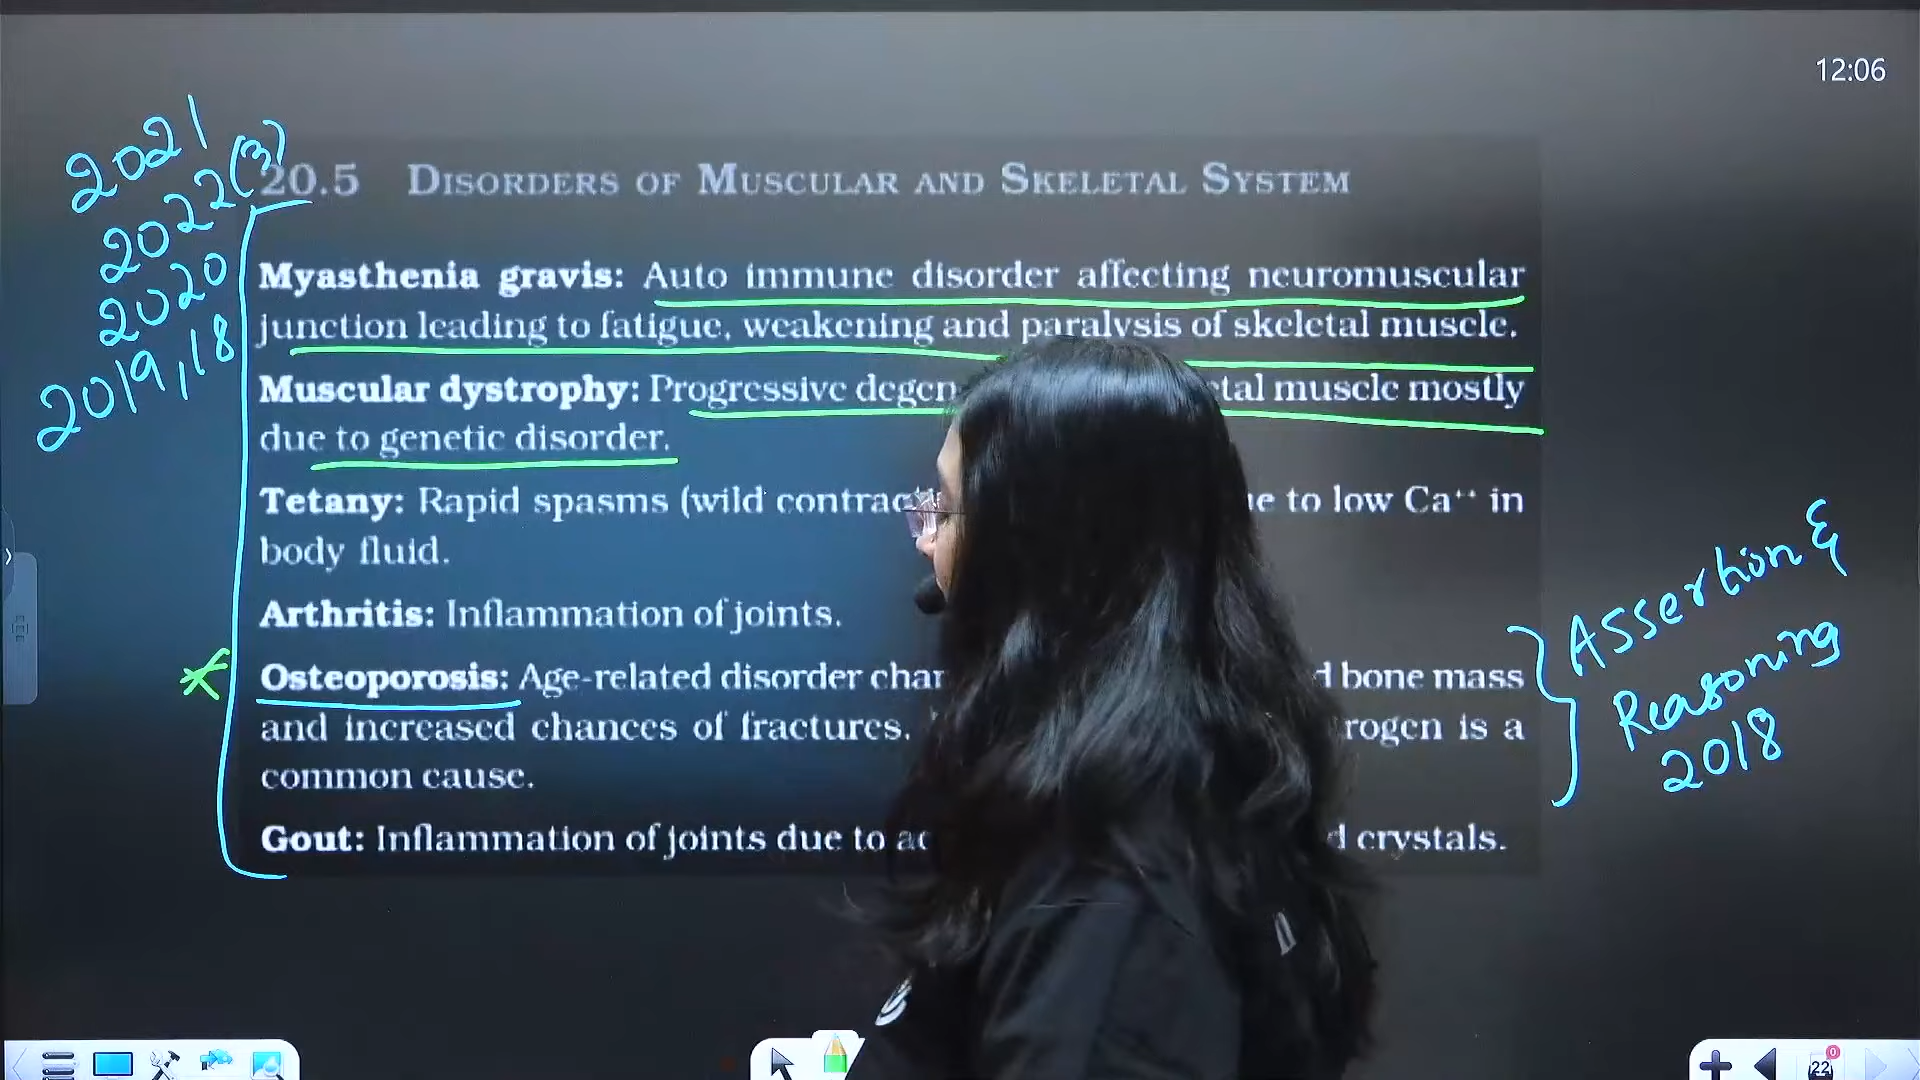 12:06
2021
2022 (3)
2020
2019, 18
20.5 DISORDERS OF MUSCULAR AND SKELETAL SYSTEM
Myasthenia gravis: Auto immune disorder affecting neuromuscular
junction leading to fatigue, weakening and paralysis of skeletal muscle.
Muscular dystrophy: Progressive degen tal muscle mostly
due to genetic disorder.
Tetany: Rapid spasms (wild contract e to low Ca++ in
body fluid.
Arthritis: Inflammation of joints.
Osteoporosis: Age-related disorder char d bone mass
and increased chances of fractures. rogen is a
common cause.
Gout: Inflammation of joints due to ac d crystals.
Assertion &
Reasoning
2018
22
0